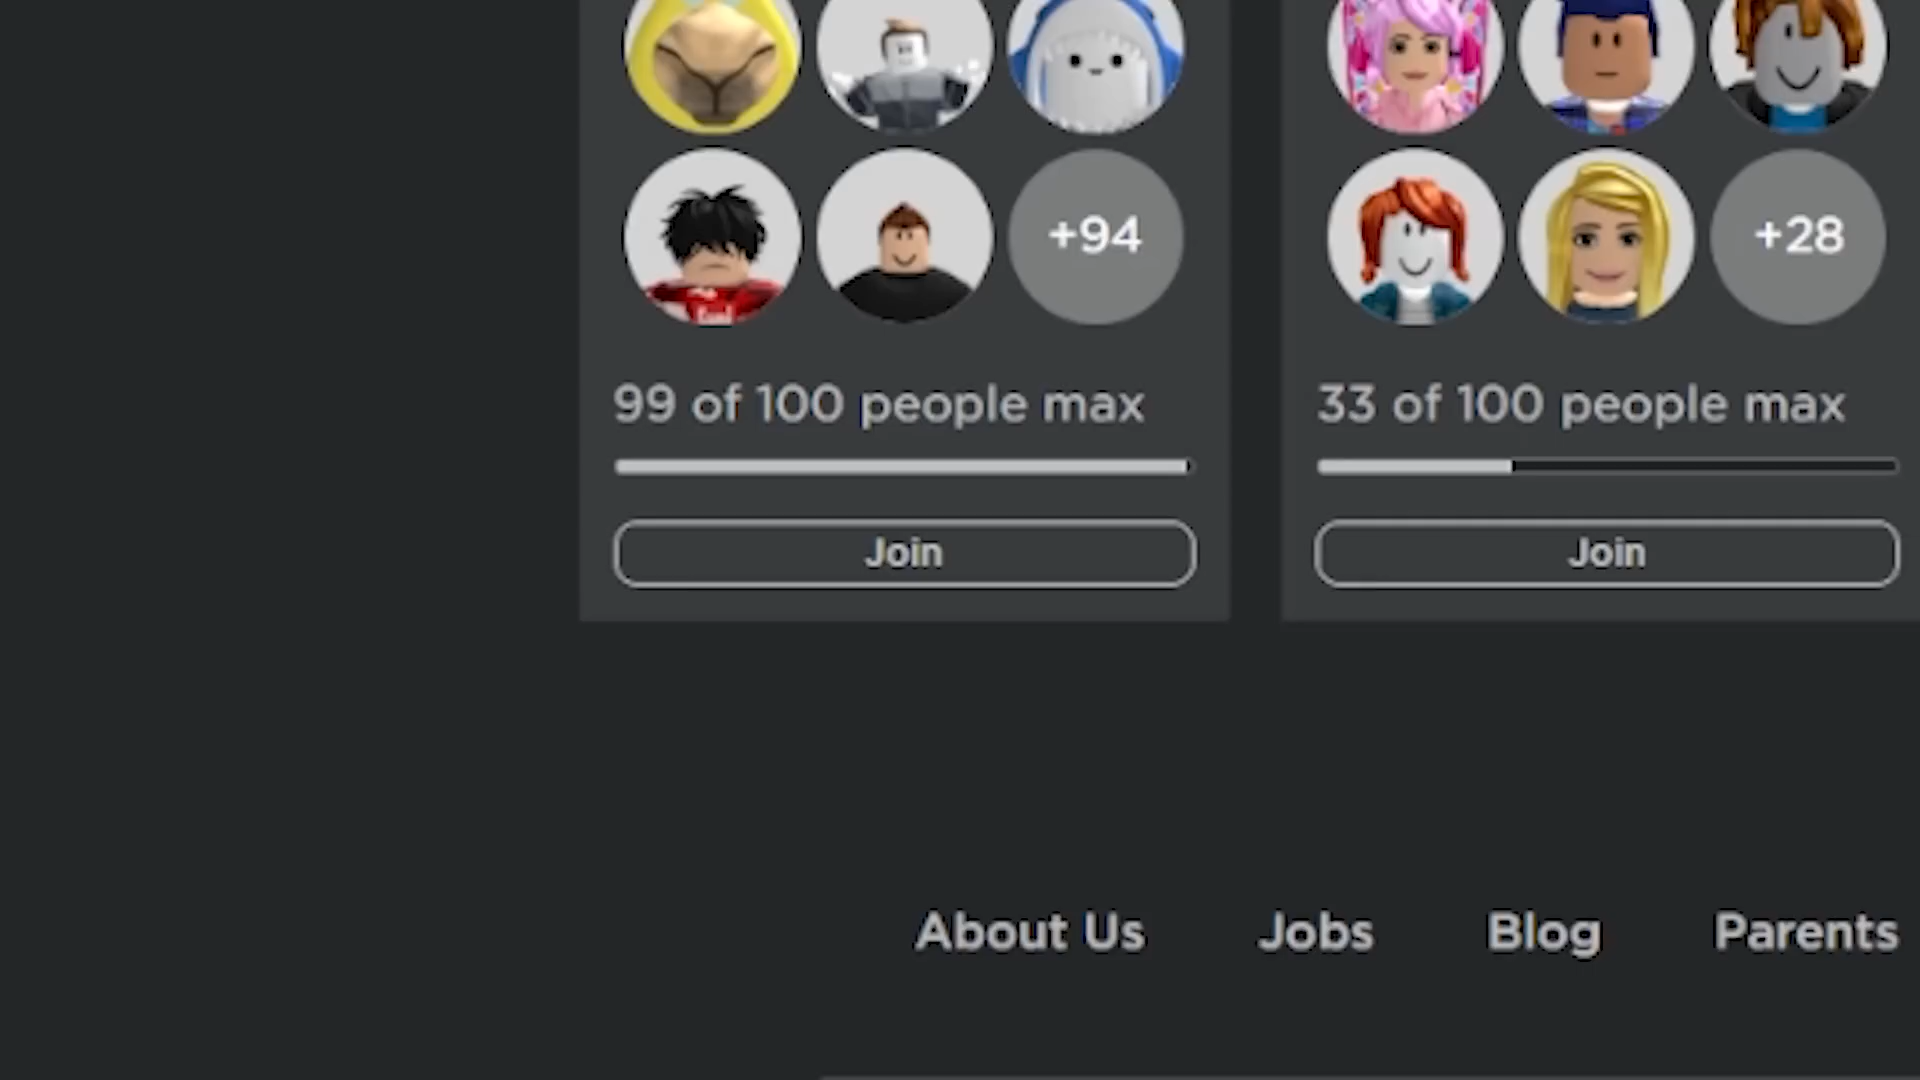 +94
+28
99 of 100 people max
33 of 100 people max
Join
Join
About Us Jobs Blog Parents